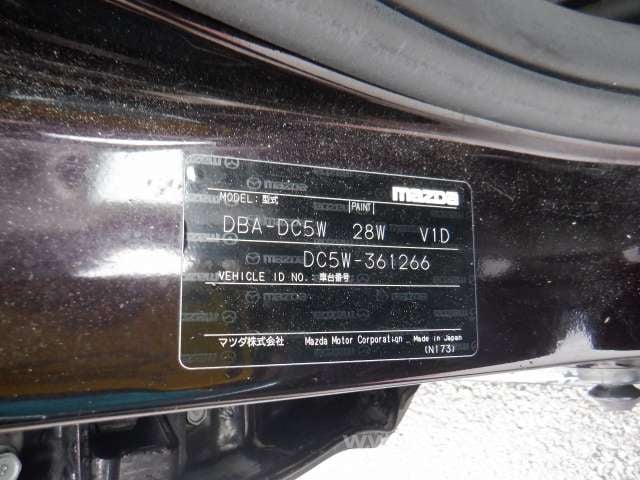 mazda
MODEL:型式 PAINT
DBA-DC5W 28W V1D
DC5W-361266
VEHICLE ID NO.:車台番号
マツダ株式会社 Mazda Motor Corporation Made in Japan
(N173)